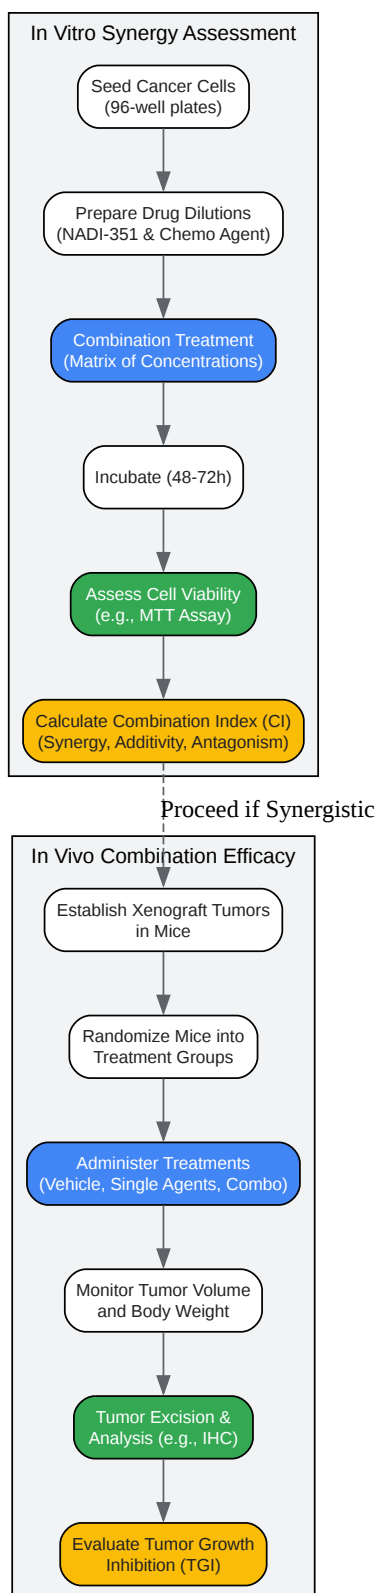 In Vitro Synergy Assessment
Seed Cancer Cells
(96-well plates)
Prepare Drug Dilutions
(NADI-351 & Chemo Agent)
Combination Treatment
(Matrix of Concentrations)
Incubate (48-72h)
Assess Cell Viability
(e.g., MTT Assay)
Calculate Combination Index (CI)
(Synergy, Additivity, Antagonism)
Proceed if Synergistic
In Vivo Combination Efficacy
Establish Xenograft Tumors
in Mice
Randomize Mice into
Treatment Groups
Administer Treatments
(Vehicle, Single Agents, Combo)
Monitor Tumor Volume
and Body Weight
Tumor Excision &
Analysis (e.g., IHC)
Evaluate Tumor Growth
Inhibition (TGI)